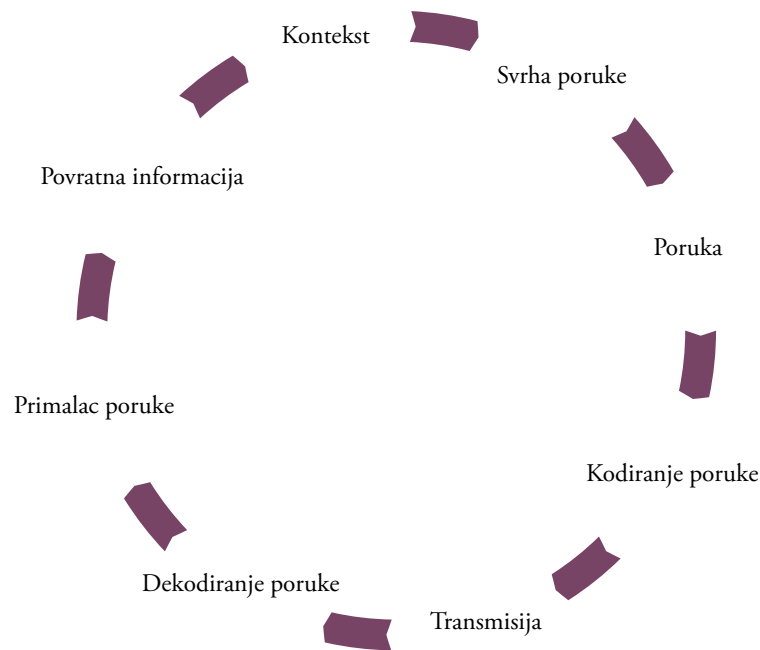 Kontekst
Svrha poruke
Poruka
Kodiranje poruke
Transmisija
Dekodiranje poruke
Primalac poruke
Povratna informacija